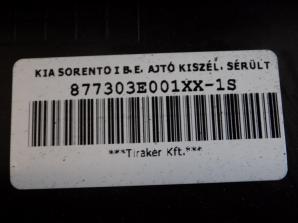 KIA SORENTO I B.E. AJTÓ KISZÉL. SÉRÜLT
877303E001XX-1S
***Tiraker Kft.***